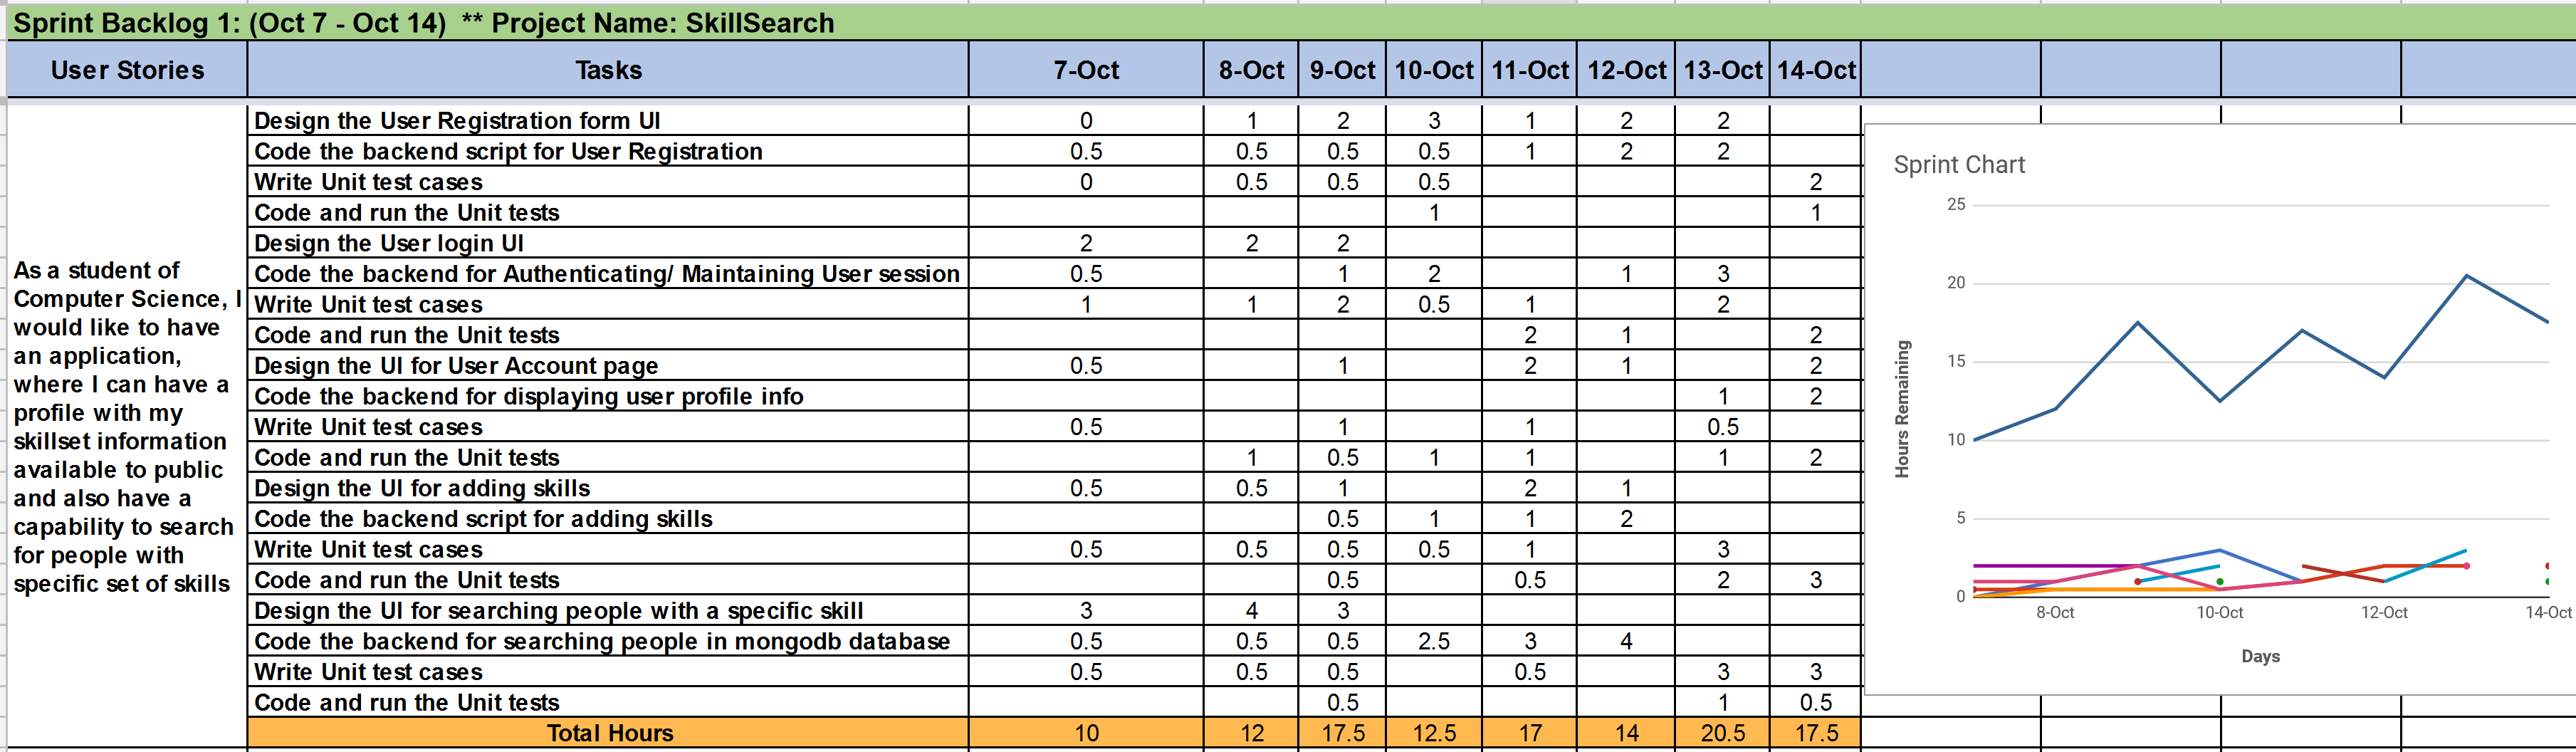 Sprint Backlog 1: (Oct 7 - Oct 14)  ** Project Name: SkillSearch
User Stories Tasks 7-Oct 8-Oct 9-Oct 10-Oct 11-Oct 12-Oct 13-Oct 14-Oct
As a student of
Computer Science, I
would like to have
an application,
where I can have a
profile with my
skillset information
available to public
and also have a
capability to search
for people with
specific set of skills
Design the User Registration form UI 0 1 2 3 1 2 2
Code the backend script for User Registration 0.5 0.5 0.5 0.5 1 2 2
Write Unit test cases 0 0.5 0.5 0.5 2
Code and run the Unit tests 1 1
Design the User login UI 2 2 2
Code the backend for Authenticating/ Maintaining User session 0.5 1 2 1 3
Write Unit test cases 1 1 2 0.5 1 2
Code and run the Unit tests 2 1 2
Design the UI for User Account page 0.5 1 2 1 2
Code the backend for displaying user profile info 1 2
Write Unit test cases 0.5 1 1 0.5
Code and run the Unit tests 1 0.5 1 1 1 2
Design the UI for adding skills 0.5 0.5 1 2 1
Code the backend script for adding skills 0.5 1 1 2
Write Unit test cases 0.5 0.5 0.5 0.5 1 3
Code and run the Unit tests 0.5 0.5 2 3
Design the UI for searching people with a specific skill 3 4 3
Code the backend for searching people in mongodb database 0.5 0.5 0.5 2.5 3 4
Write Unit test cases 0.5 0.5 0.5 0.5 3 3
Code and run the Unit tests 0.5 1 0.5
Total Hours 10 12 17.5 12.5 17 14 20.5 17.5
Sprint Chart
Hours Remaining
25
20
15
10
5
0
8-Oct 10-Oct 12-Oct 14-Oct
Days